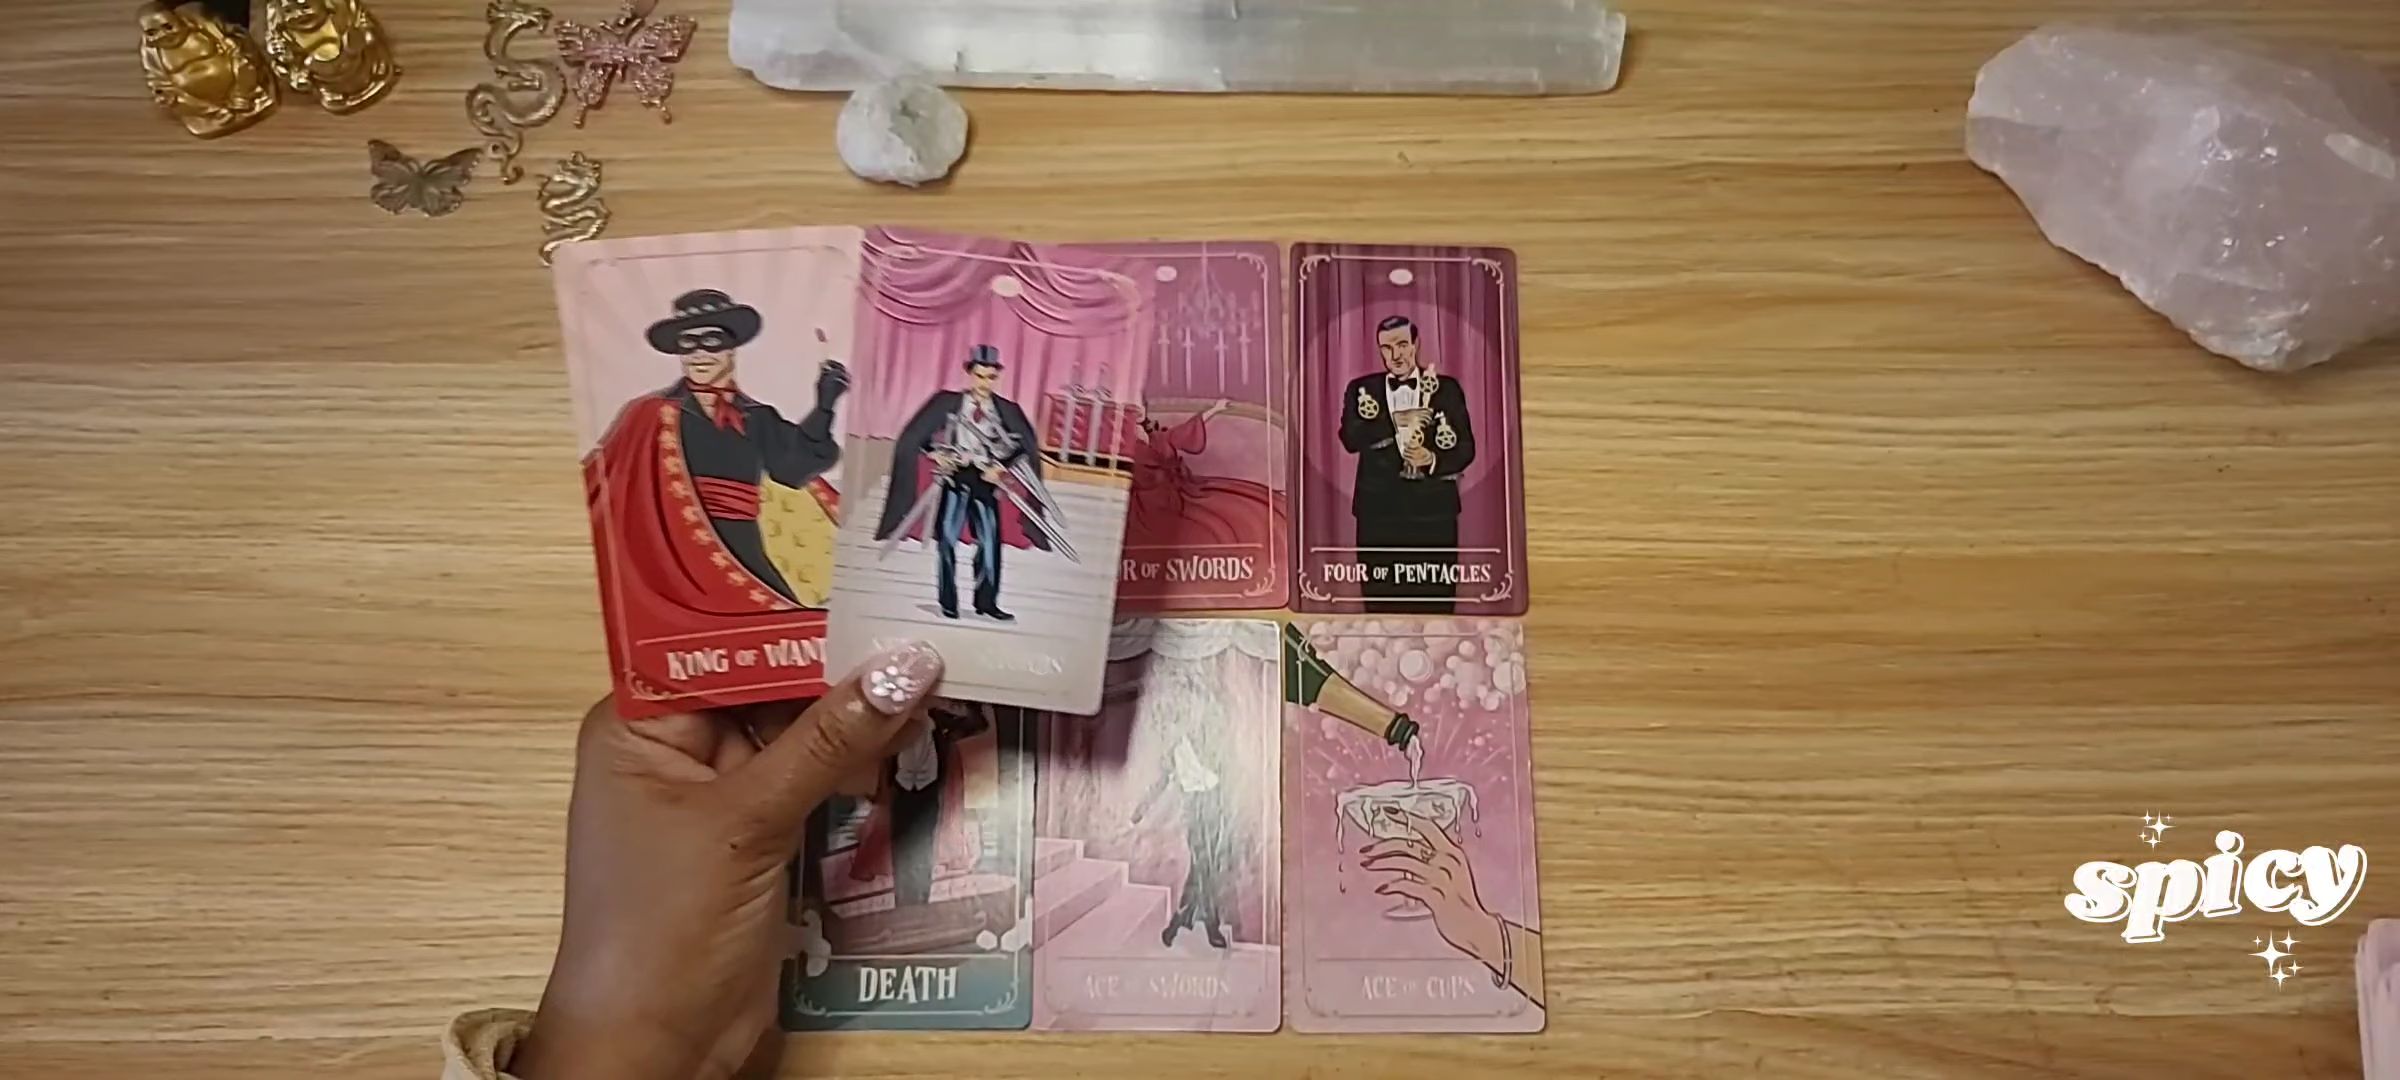 R OF SWORDS
FOUR OF PENTACLES
KING OF WAN
DEATH
ACE OF SWORDS
ACE OF CUPS
spicy